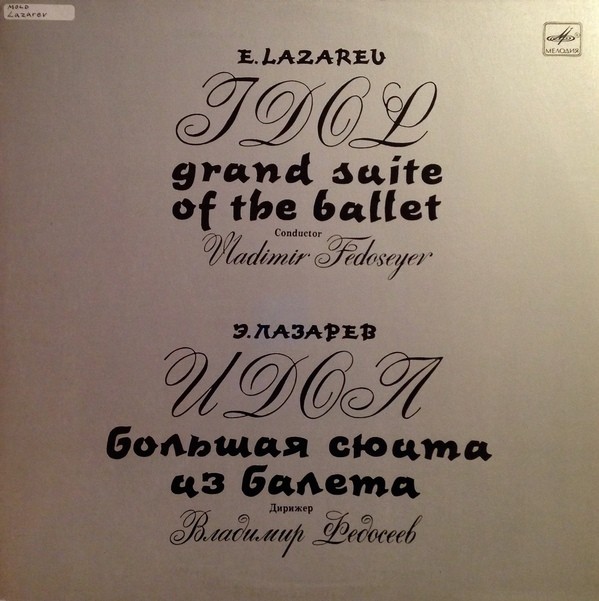 MOLD
Lazarev
МЕЛОДИЯ
E.LAZAREV
IDOL
grand suite
of the ballet
Conductor
Vladimir Fedoseyer
Э.ЛАЗАРЕВ
ИДОЛ
большая сюита
из балета
Дирижер
Владимир Федосеев